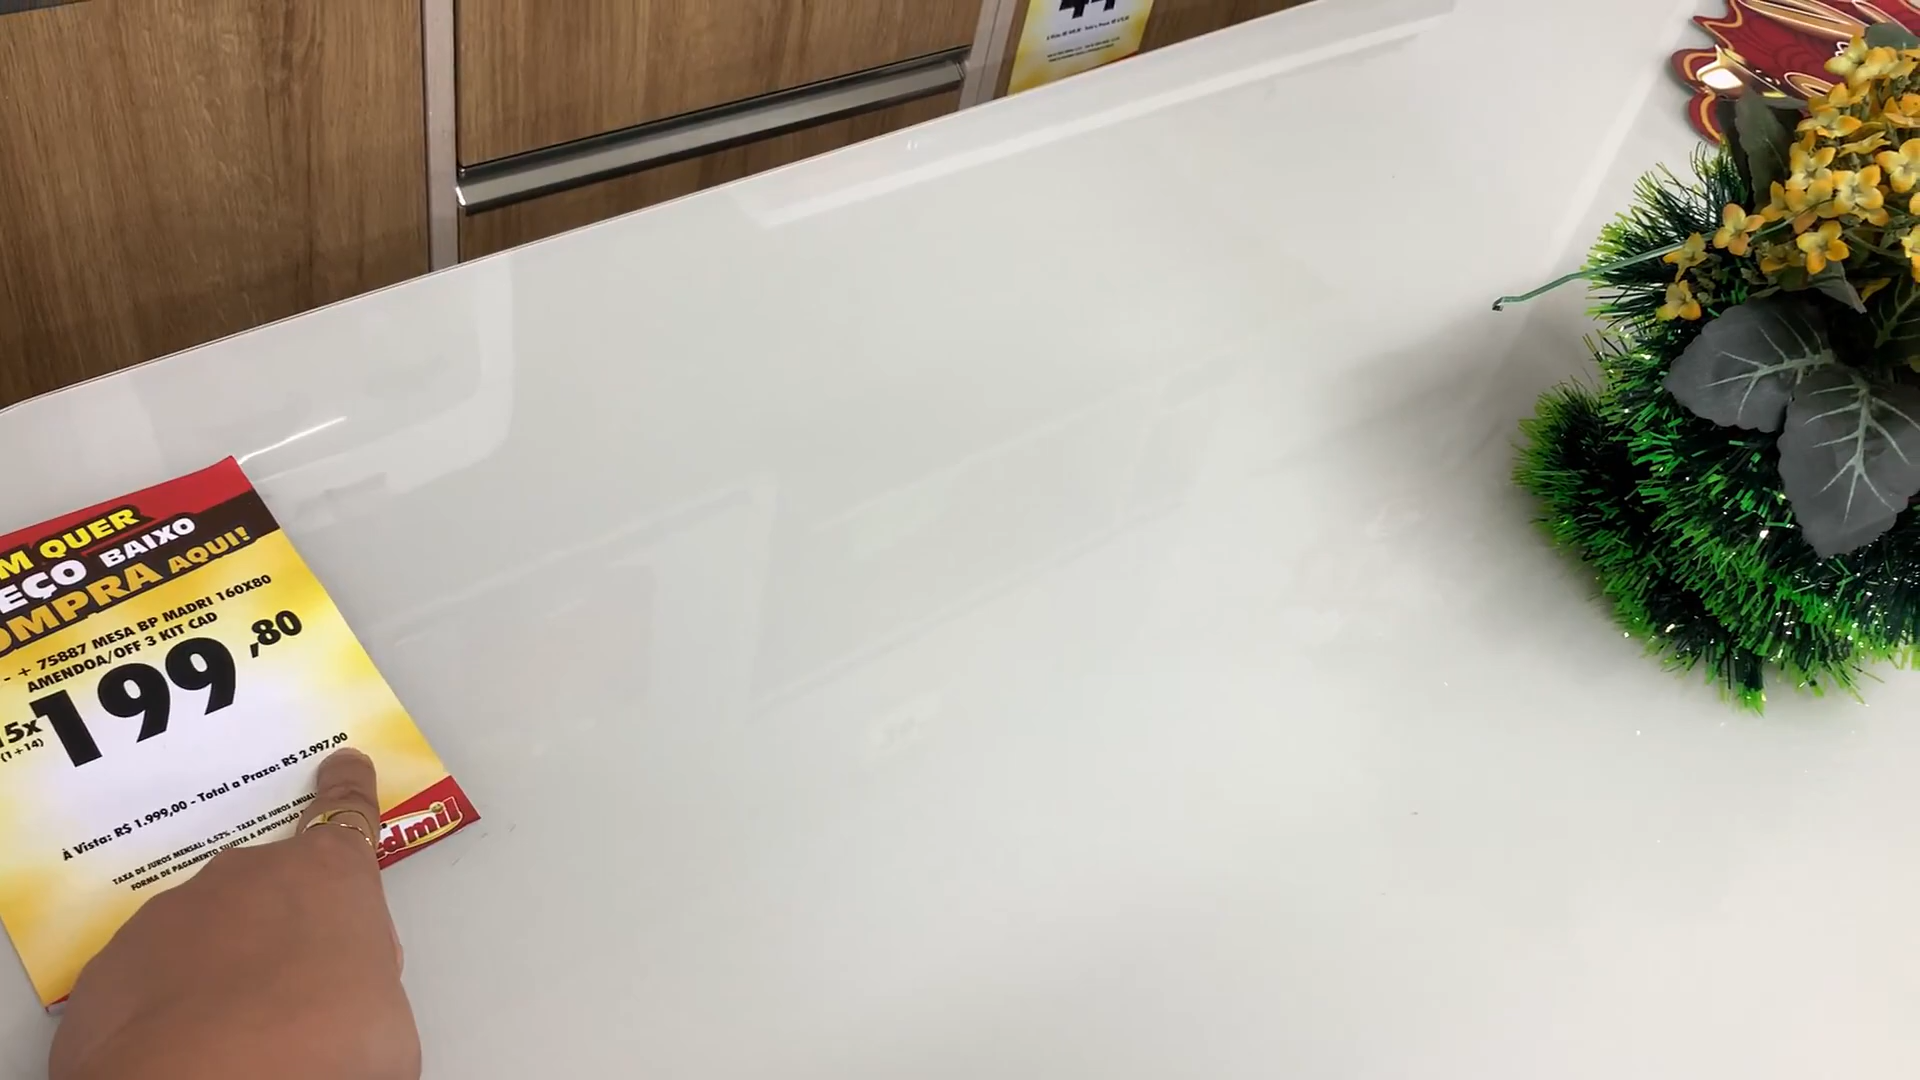 M QUER
EÇO BAIXO
OMPRA AQUI!
- + 75887 MESA BP MADRI 160X80
AMENDOA/OFF 3 KIT CAD
15x
(1+14)
199,80
À Vista: R$ 1.999,00 - Total a Prazo: R$ 2.997,00
TAXA DE JUROS MENSAL: 6,52% - TAXA DE JUROS ANUAL:
FORMA DE PAGAMENTO SUJEITA A APROVAÇÃO
edmil
44